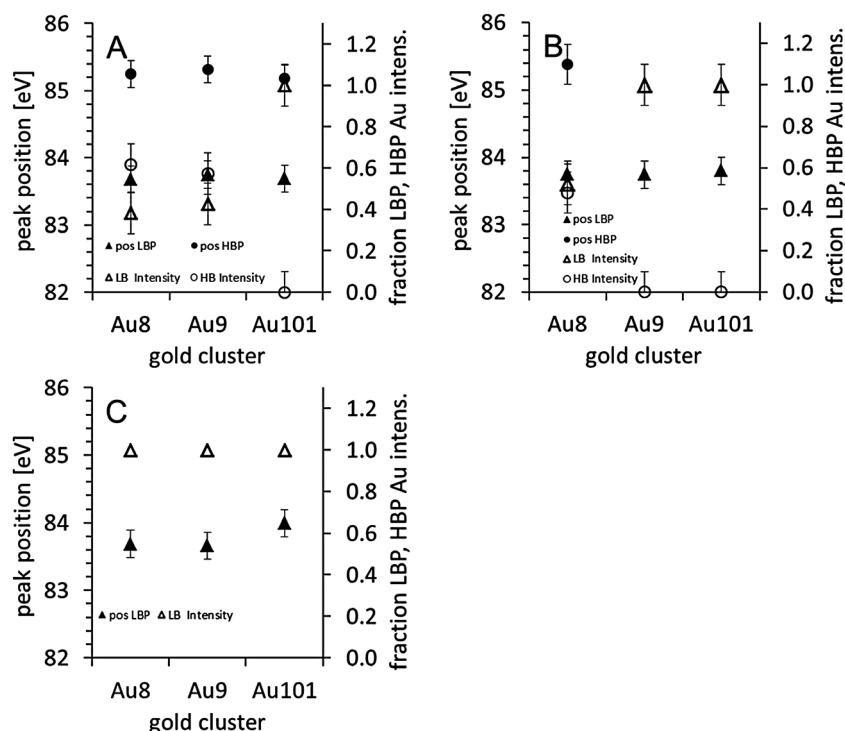 A
peak position [eV]
86
85
84
83
82
1.2
1.0
0.8
0.6
0.4
0.2
0.0
fraction LBP, HBP Au intens.
pos LBP
pos HBP
LB Intensity
HB Intensity
Au8
Au9
Au101
gold cluster
B
peak position [eV]
86
85
84
83
82
1.2
1.0
0.8
0.6
0.4
0.2
0.0
fraction LBP, HBP Au intens.
pos LBP
pos HBP
LB Intensity
HB Intensity
Au8
Au9
Au101
gold cluster
C
peak position [eV]
86
85
84
83
82
1.2
1.0
0.8
0.6
0.4
0.2
0.0
fraction LBP, HBP Au intens.
pos LBP
LB Intensity
Au8
Au9
Au101
gold cluster